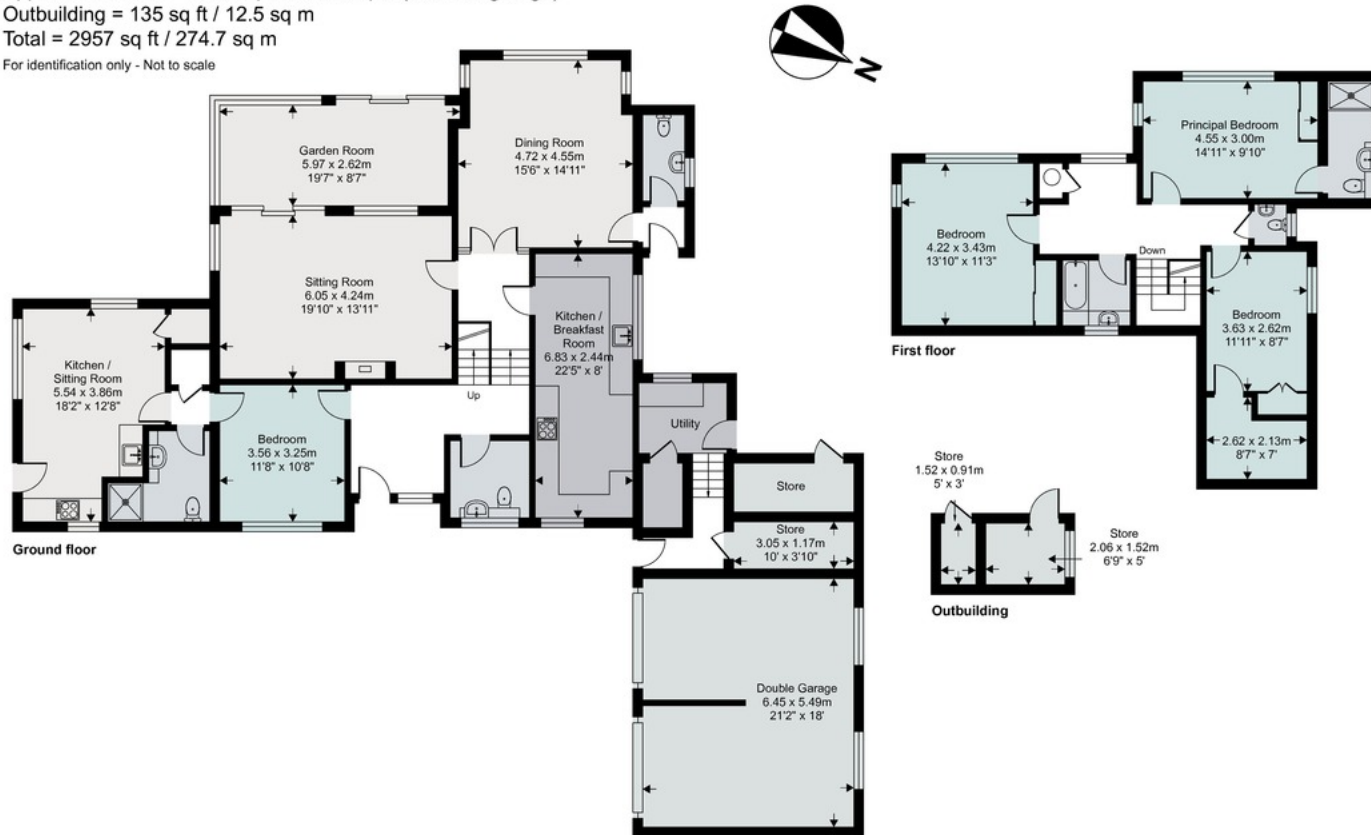 Outbuilding = 135 sq ft / 12.5 sq m
Total = 2957 sq ft / 274.7 sq m
For identification only - Not to scale
N
Garden Room
5.97 x 2.62m
19'7" x 8'7"
Dining Room
4.72 x 4.55m
15'6" x 14'11"
Sitting Room
6.05 x 4.24m
19'10" x 13'11"
Kitchen /
Sitting Room
5.54 x 3.86m
18'2" x 12'8"
Bedroom
3.56 x 3.25m
11'8" x 10'8"
Up
Kitchen /
Breakfast
Room
6.83 x 2.44m
22'5" x 8'
Utility
Store
Store
3.05 x 1.17m
10' x 3'10"
Double Garage
6.45 x 5.49m
21'2" x 18'
Ground floor
Principal Bedroom
4.55 x 3.00m
14'11" x 9'10"
Bedroom
4.22 x 3.43m
13'10" x 11'3"
Down
Bedroom
3.63 x 2.62m
11'11" x 8'7"
2.62 x 2.13m
8'7" x 7'
First floor
Store
1.52 x 0.91m
5' x 3'
Store
2.06 x 1.52m
6'9" x 5'
Outbuilding